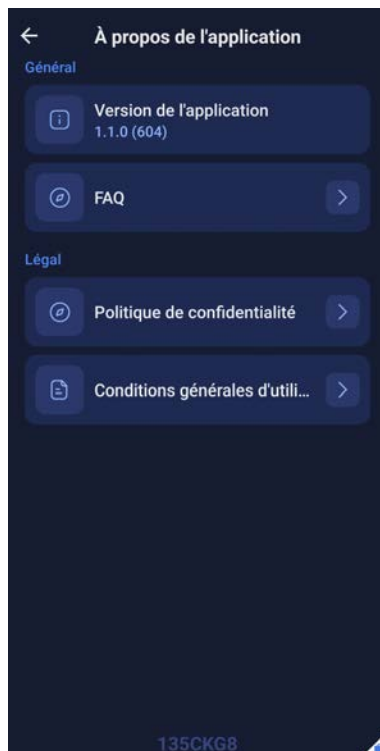 À propos de l'application
Général
Version de l'application
1.1.0 (604)
FAQ
Légal
Politique de confidentialité
Conditions générales d'utili...
135CKG8